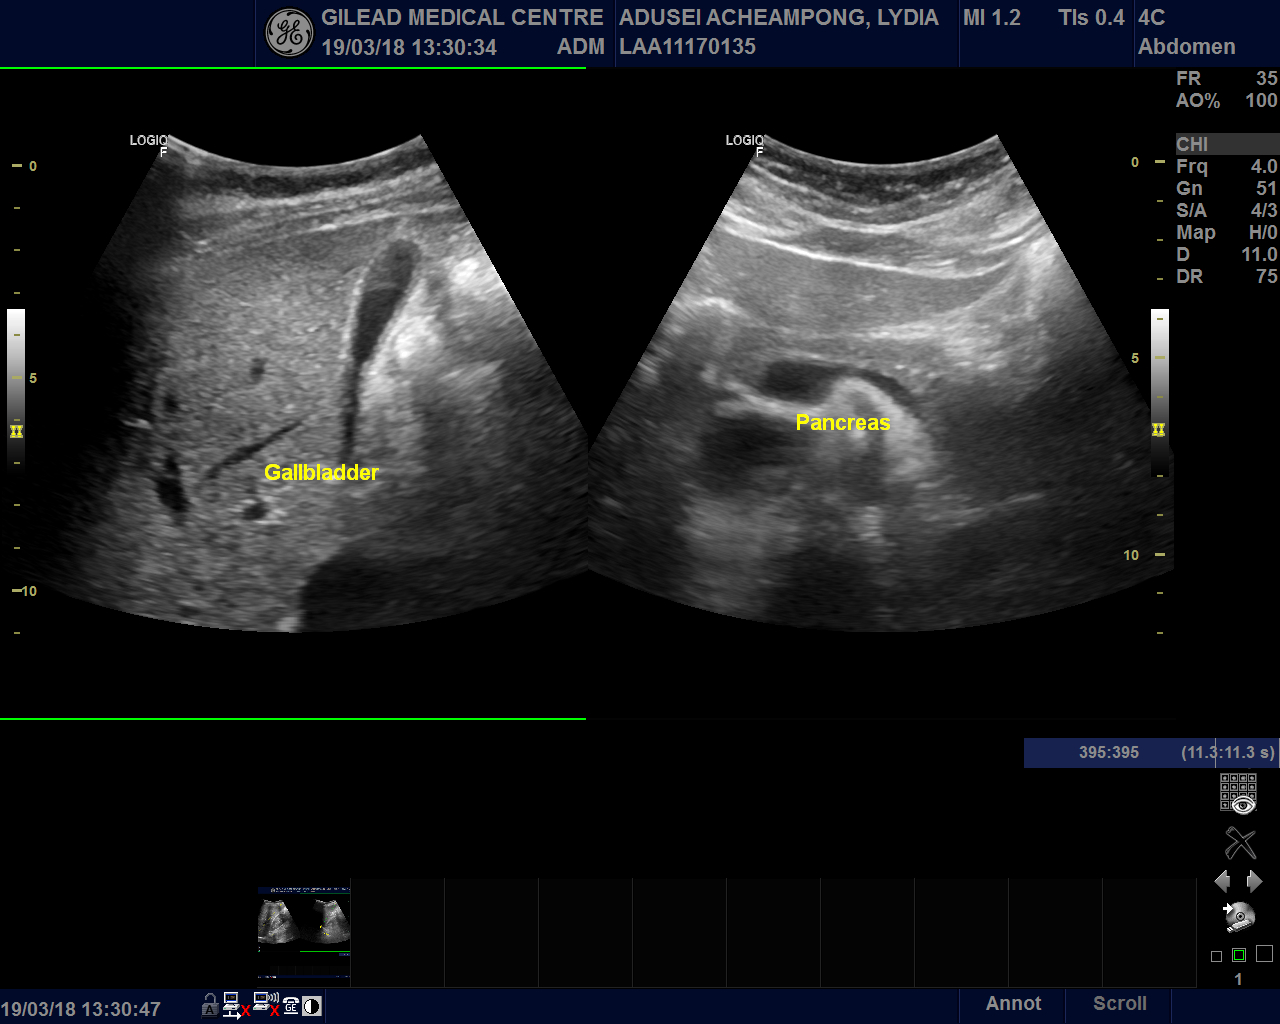 GILEAD MEDICAL CENTRE
19/03/18 13:30:34 ADM
ADUSEI ACHEAMPONG, LYDIA
LAA11170135
MI 1.2 TIs 0.4
4C
Abdomen
FR 35
AO% 100
CHI
Frq 4.0
Gn 51
S/A 4/3
Map H/0
D 11.0
DR 75
LOGIQ
F
0
5
10
Gallbladder
LOGIQ
F
0
5
10
Pancreas
395:395 (11.3:11.3 s)
1
19/03/18 13:30:47
A
GE
Annot
Scroll